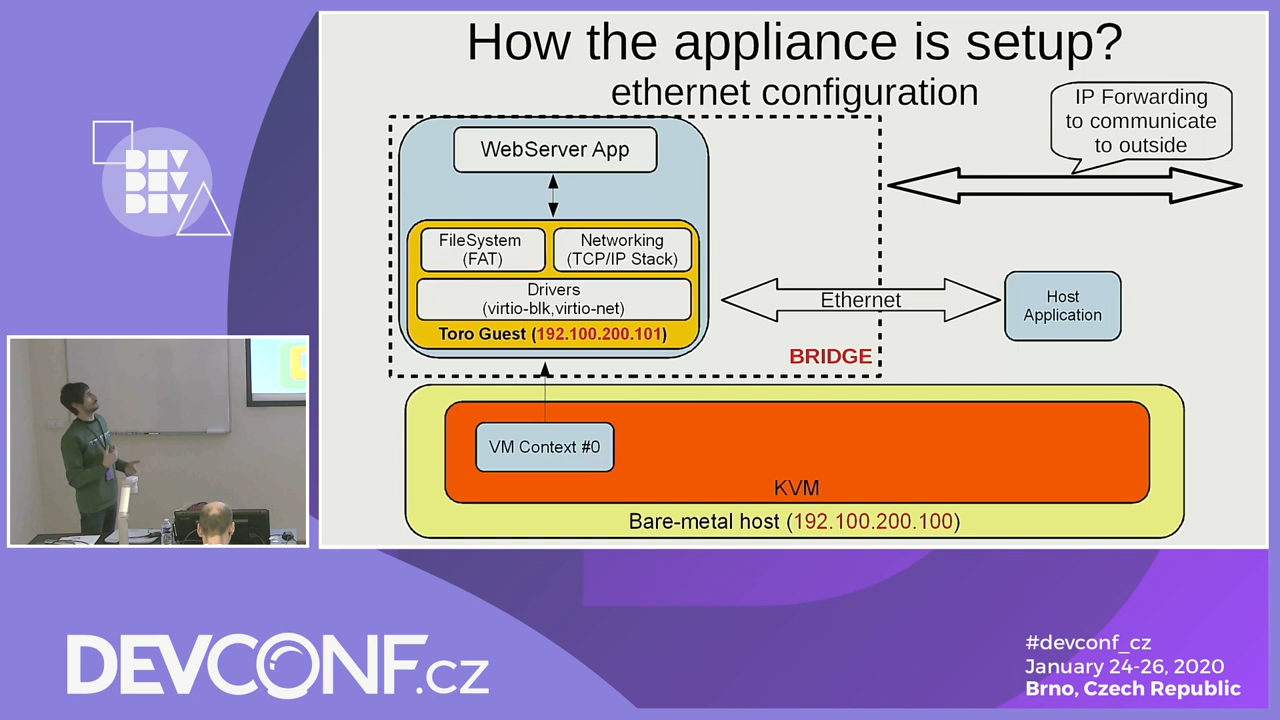 How the appliance is setup?
ethernet configuration
IP Forwarding
to communicate
to outside
WebServer App
FileSystem
(FAT)
Networking
(TCP/IP Stack)
Drivers
(virtio-blk,virtio-net)
Toro Guest (192.100.200.101)
Ethernet
Host
Application
BRIDGE
VM Context #0
KVM
Bare-metal host (192.100.200.100)
DEV
DEV
DEV
DEVCONF.CZ
#devconf_cz
January 24-26, 2020
Brno, Czech Republic